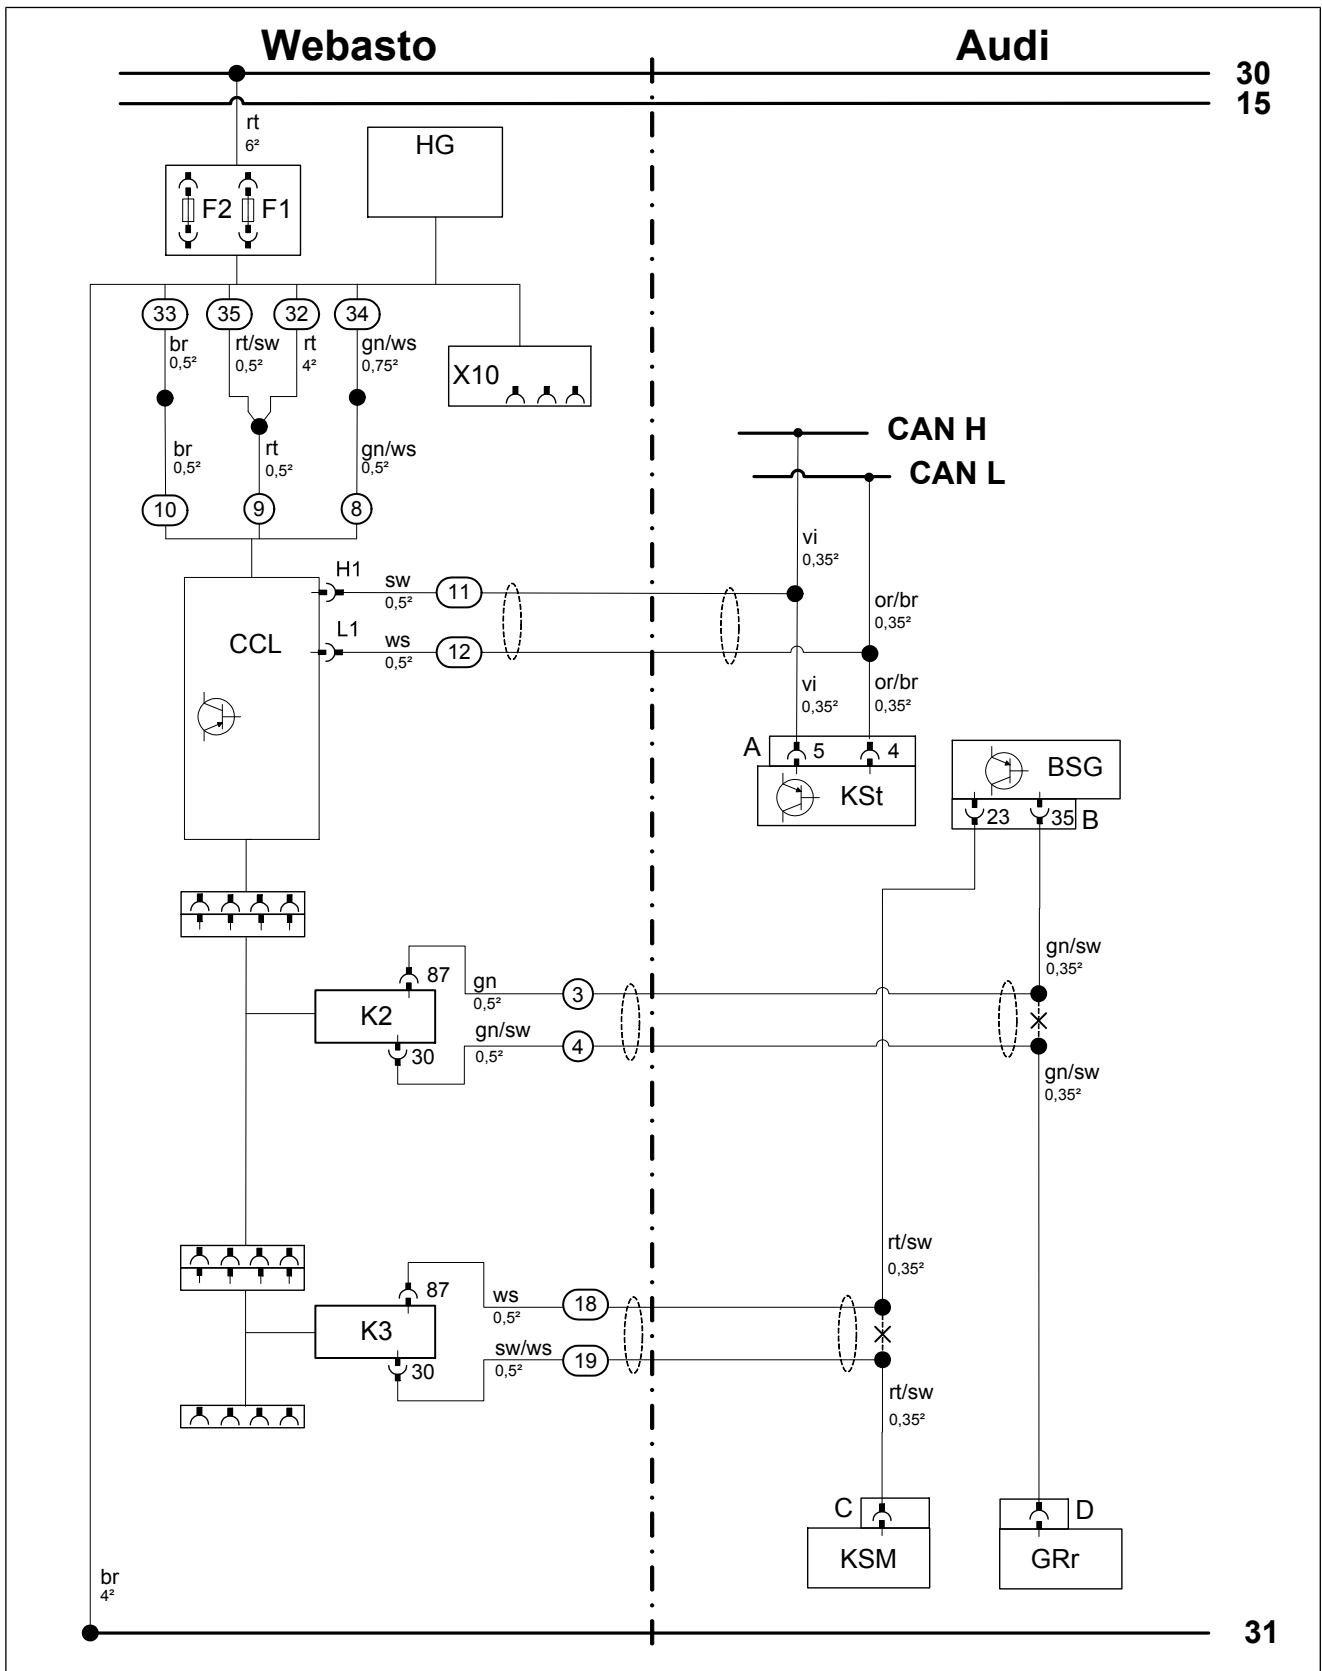 Webasto
Audi
30
15
rt
6²
HG
F2
F1
33
35
32
34
br
0,5²
rt/sw
0,5²
rt
4²
gn/ws
0,75²
X10
CAN H
CAN L
br
0,5²
rt
0,5²
gn/ws
0,5²
10
9
8
vi
0,35²
H1
sw
0,5²
11
or/br
0,35²
CCL
L1
ws
0,5²
12
vi
0,35²
or/br
0,35²
A
5
4
KSt
BSG
23
35
B
gn/sw
0,35²
87
gn
0,5²
3
K2
gn/sw
0,5²
4
30
gn/sw
0,35²
rt/sw
0,35²
87
ws
0,5²
18
K3
sw/ws
0,5²
19
30
rt/sw
0,35²
C
D
KSM
GRr
br
4²
31